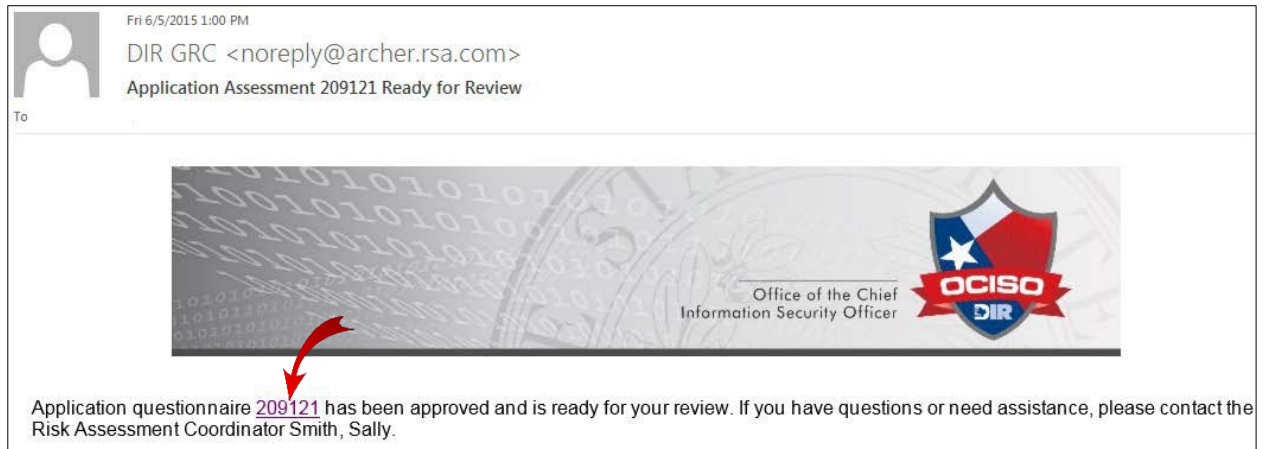 Fri 6/5/2015 1:00 PM
DIR GRC <noreply@archer.rsa.com>
Application Assessment 209121 Ready for Review
To
Office of the Chief
Information Security Officer
OCISO
DIR
Application questionnaire 209121 has been approved and is ready for your review. If you have questions or need assistance, please contact the
Risk Assessment Coordinator Smith, Sally.